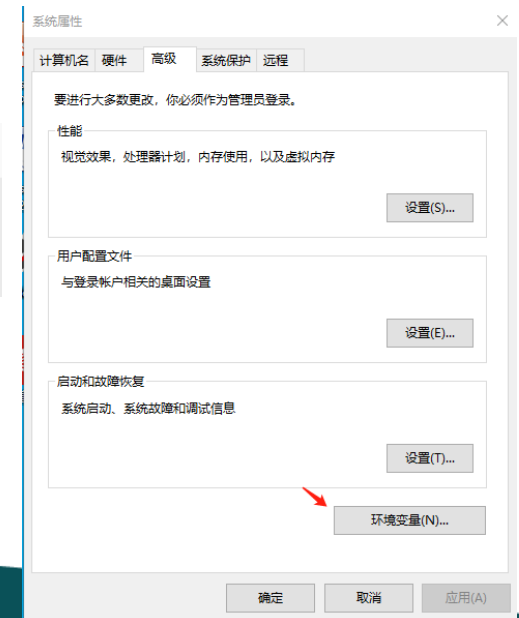 系统属性
计算机名 硬件 高级 系统保护 远程
要进行大多数更改，你必须作为管理员登录。
性能
视觉效果，处理器计划，内存使用，以及虚拟内存
设置(S)...
用户配置文件
与登录帐户相关的桌面设置
设置(E)...
启动和故障恢复
系统启动、系统故障和调试信息
设置(T)...
环境变量(N)...
确定 取消 应用(A)